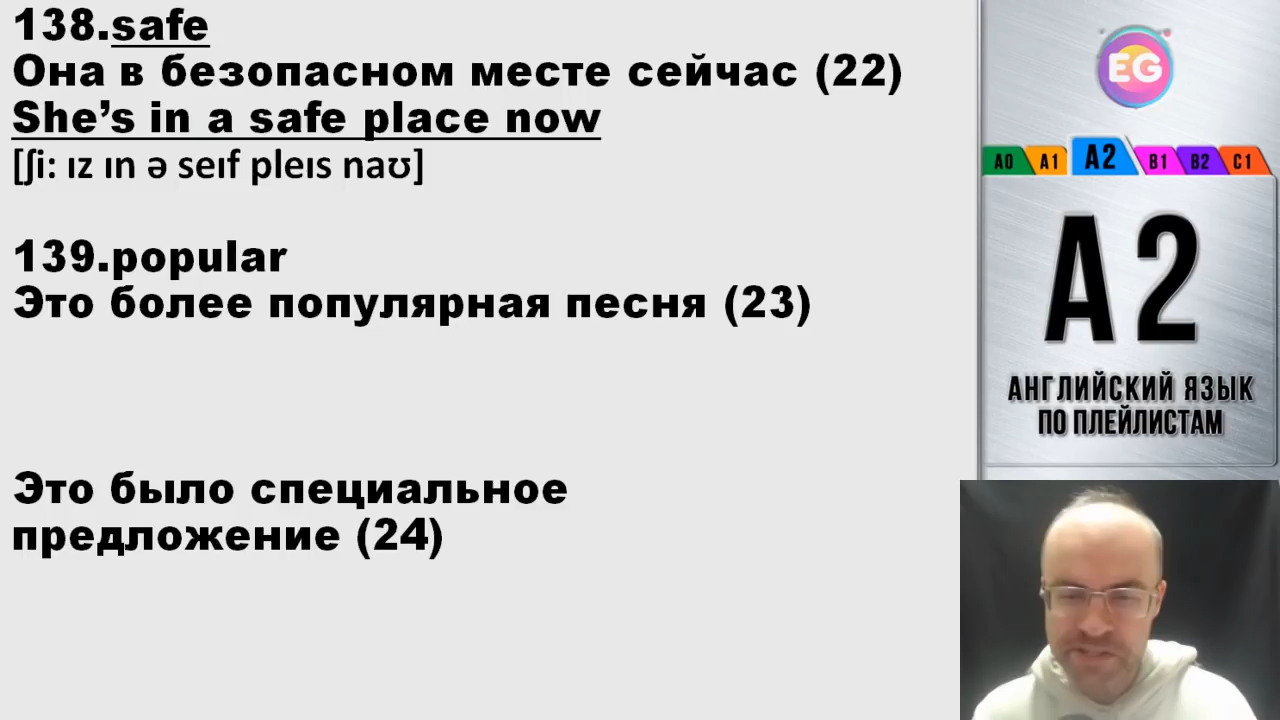 138.safe
Она в безопасном месте сейчас (22)
She's in a safe place now
[ʃi: ɪz ɪn ə seɪf pleɪs naʊ]
139.popular
Это более популярная песня (23)
Это было специальное
предложение (24)
EG
A0 A1 A2 B1 B2 C1
A2
АНГЛИЙСКИЙ ЯЗЫК
ПО ПЛЕЙЛИСТАМ